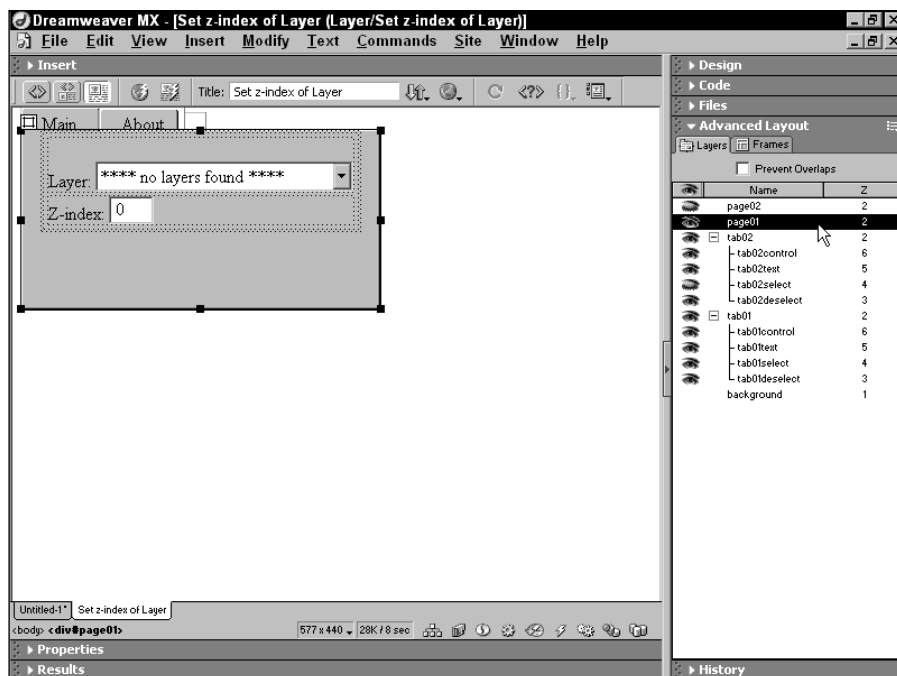 Dreamweaver MX - [Set z-index of Layer (Layer/Set z-index of Layer)]
File Edit View Insert Modify Text Commands Site Window Help
Insert
Title: Set z-index of Layer
Main About
Layer: **** no layers found ****
Z-index: 0
Untitled-1* Set z-index of Layer
<body> <div#page01> 577 x 440 28K / 8 sec
Properties
Results
Design
Code
Files
Advanced Layout
Layers Frames
Prevent Overlaps
Name Z
page02 2
page01 2
tab02 2
tab02control 6
tab02text 5
tab02select 4
tab02deselect 3
tab01 2
tab01control 6
tab01text 5
tab01select 4
tab01deselect 3
background 1
History